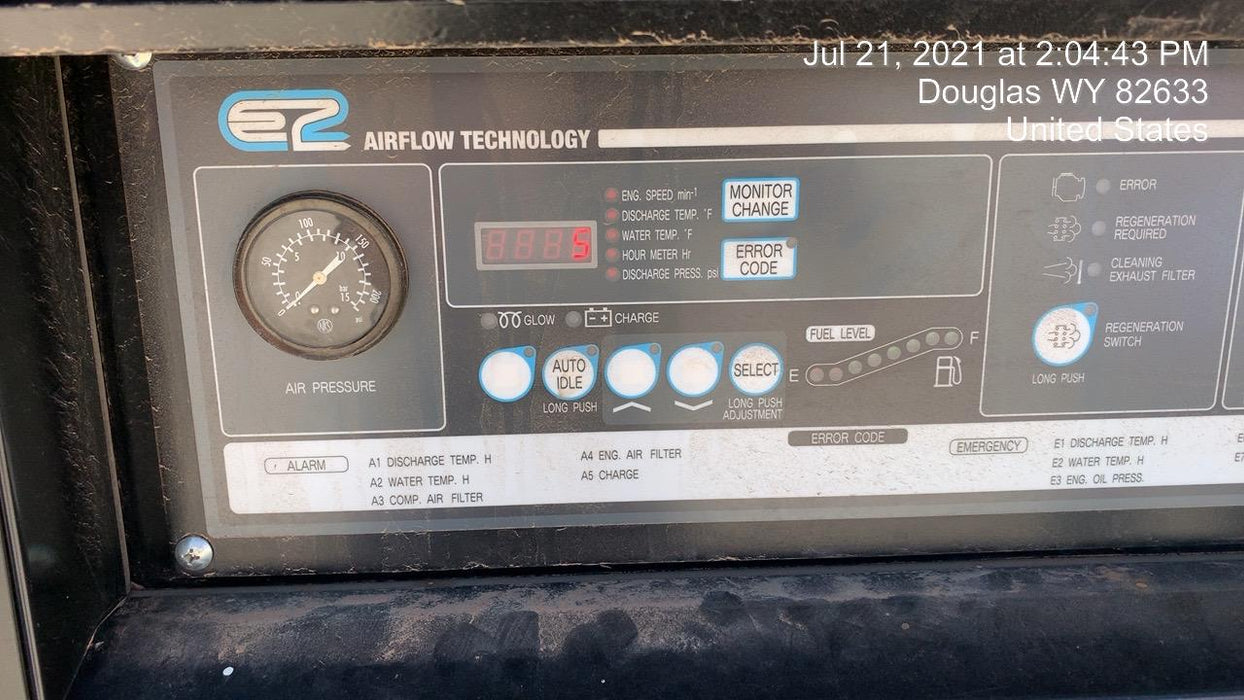 Jul 21, 2021 at 2:04:43 PM
Douglas WY 82633
United States
AIRFLOW TECHNOLOGY
0 50 100 150 200
psi
5 10 15
bar
AIR PRESSURE
5
ENG. SPEED min-1
DISCHARGE TEMP. °F
WATER TEMP. °F
HOUR METER Hr
DISCHARGE PRESS. psi
MONITOR
CHANGE
ERROR
CODE
GLOW
CHARGE
AUTO
IDLE
LONG PUSH
SELECT
LONG PUSH
ADJUSTMENT
FUEL LEVEL
E
F
ERROR
REGENERATION
REQUIRED
CLEANING
EXHAUST FILTER
REGENERATION
SWITCH
LONG PUSH
ERROR CODE
ALARM
A1 DISCHARGE TEMP. H
A2 WATER TEMP. H
A3 COMP. AIR FILTER
A4 ENG. AIR FILTER
A5 CHARGE
EMERGENCY
E1 DISCHARGE TEMP. H
E2 WATER TEMP. H
E3 ENG. OIL PRESS.